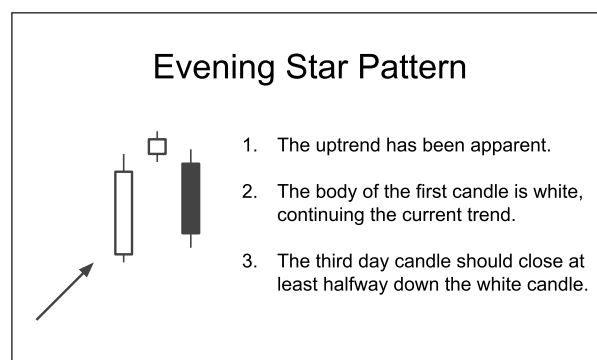 Evening Star Pattern
1. The uptrend has been apparent.
2. The body of the first candle is white,
continuing the current trend.
3. The third day candle should close at
least halfway down the white candle.